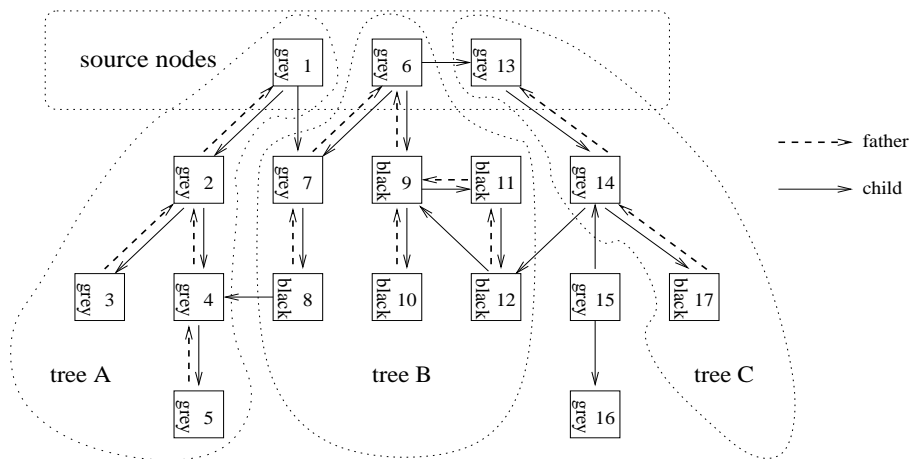 source nodes
grey 1
grey 6
grey 13
father
child
grey 2
grey 7
black 9
black 11
grey 14
grey 3
grey 4
black 8
black 10
black 12
grey 15
black 17
tree A
tree B
tree C
grey 5
grey 16